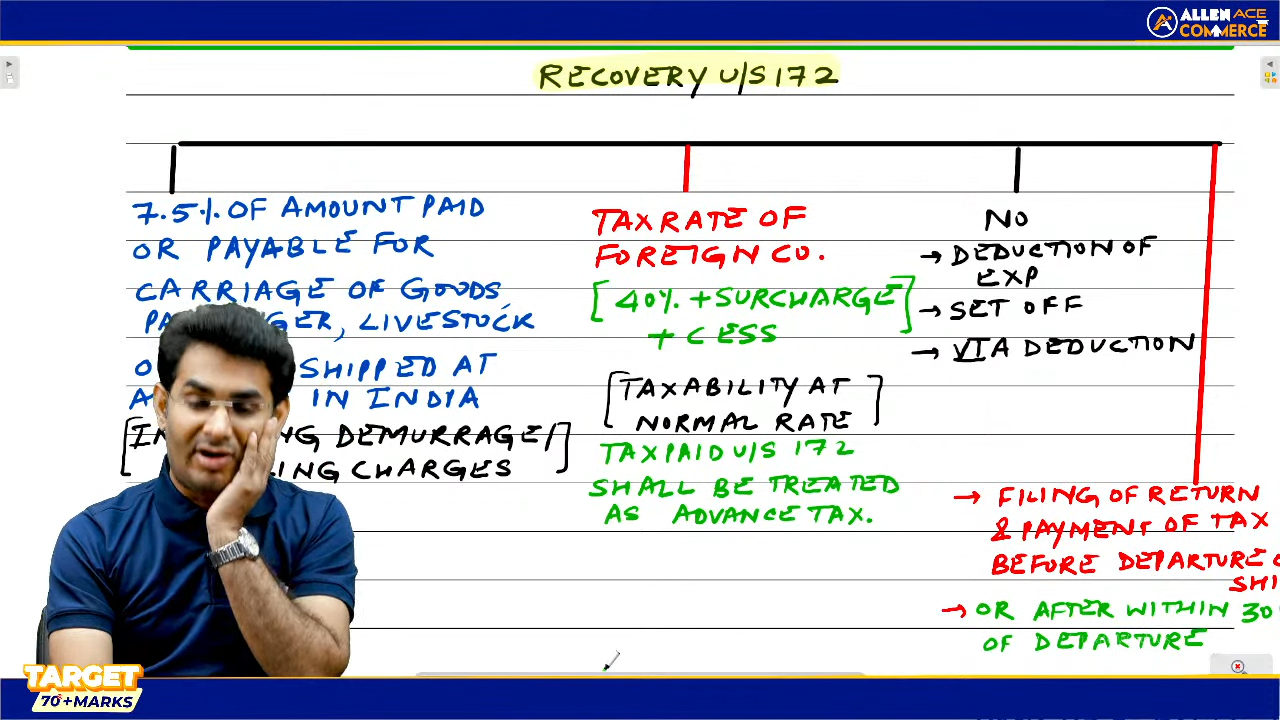 ALLEN ACE
COMMERCE
RECOVERY U/S 172
7.5% OF AMOUNT PAID
OR PAYABLE FOR
CARRIAGE OF GOODS,
LIVESTOCK
SHIPPED AT
IN INDIA
DEMURRAGE/
CHARGES]
TAX RATE OF
FOREIGN CO.
[40% + SURCHARGE
+ CESS]
[TAXABILITY AT
NORMAL RATE]
TAX PAID U/S 172
SHALL BE TREATED
AS ADVANCE TAX.
NO
→ DEDUCTION OF
EXP
→ SET OFF
→ VIA DEDUCTION
→ FILING OF RETURN
& PAYMENT OF TAX
BEFORE DEPARTURE
→ OR AFTER WITHIN 30
OF DEPARTURE
TARGET
70+MARKS